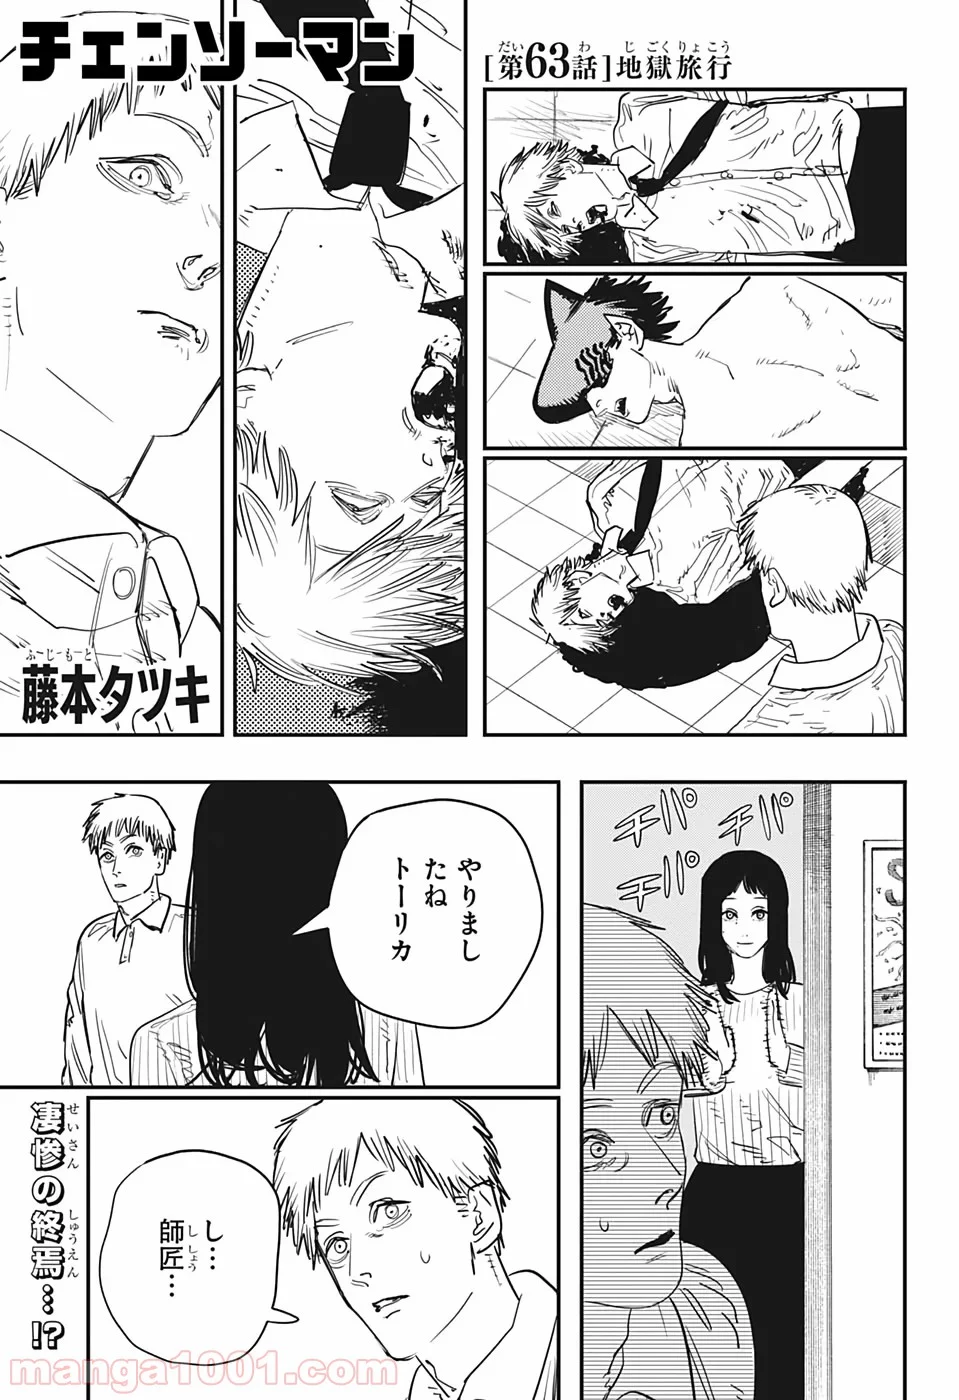 チェンソーマン
[第63話]地獄旅行
だい わ じごくりょこう
藤本タツキ
ふーじーもーと
チパ
チパ
チパ
やりまし
たね
トーリカ
し…
師匠…
ししょう
凄惨の終焉…!?
せいさん しゅうえん
manga1001.com